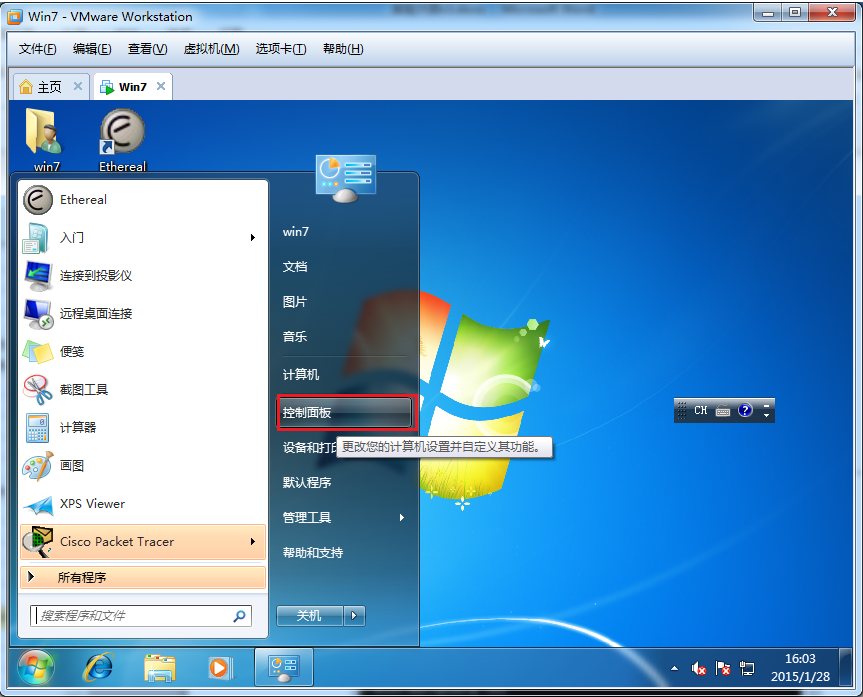 Win7 - VMware Workstation
文件(F) 编辑(E) 查看(V) 虚拟机(M) 选项卡(T) 帮助(H)
主页 Win7
win7 Ethereal
Ethereal
入门
连接到投影仪
远程桌面连接
便笺
截图工具
计算器
画图
XPS Viewer
Cisco Packet Tracer
所有程序
搜索程序和文件
win7
文档
图片
音乐
计算机
控制面板
设备和打
更改您的计算机设置并自定义其功能。
默认程序
管理工具
帮助和支持
关机
CH
16:03
2015/1/28